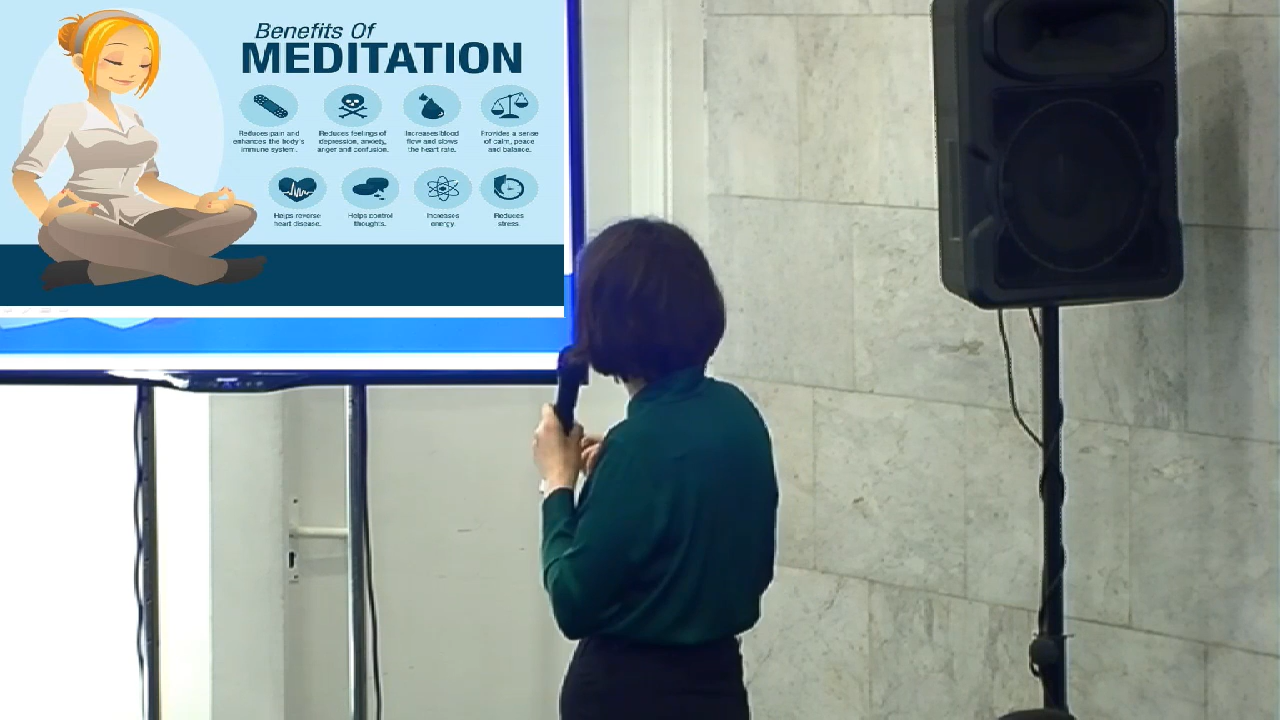 Benefits Of
MEDITATION
Reduces pain and
enhances the body's
immune system.
Reduces feelings of
depression, anxiety,
anger and confusion.
Increases blood
flow and slows
the heart rate.
Provides a sense
of calm, peace
and balance.
Helps reverse
heart disease.
Helps control
thoughts.
Increases
energy
Reduces
stress